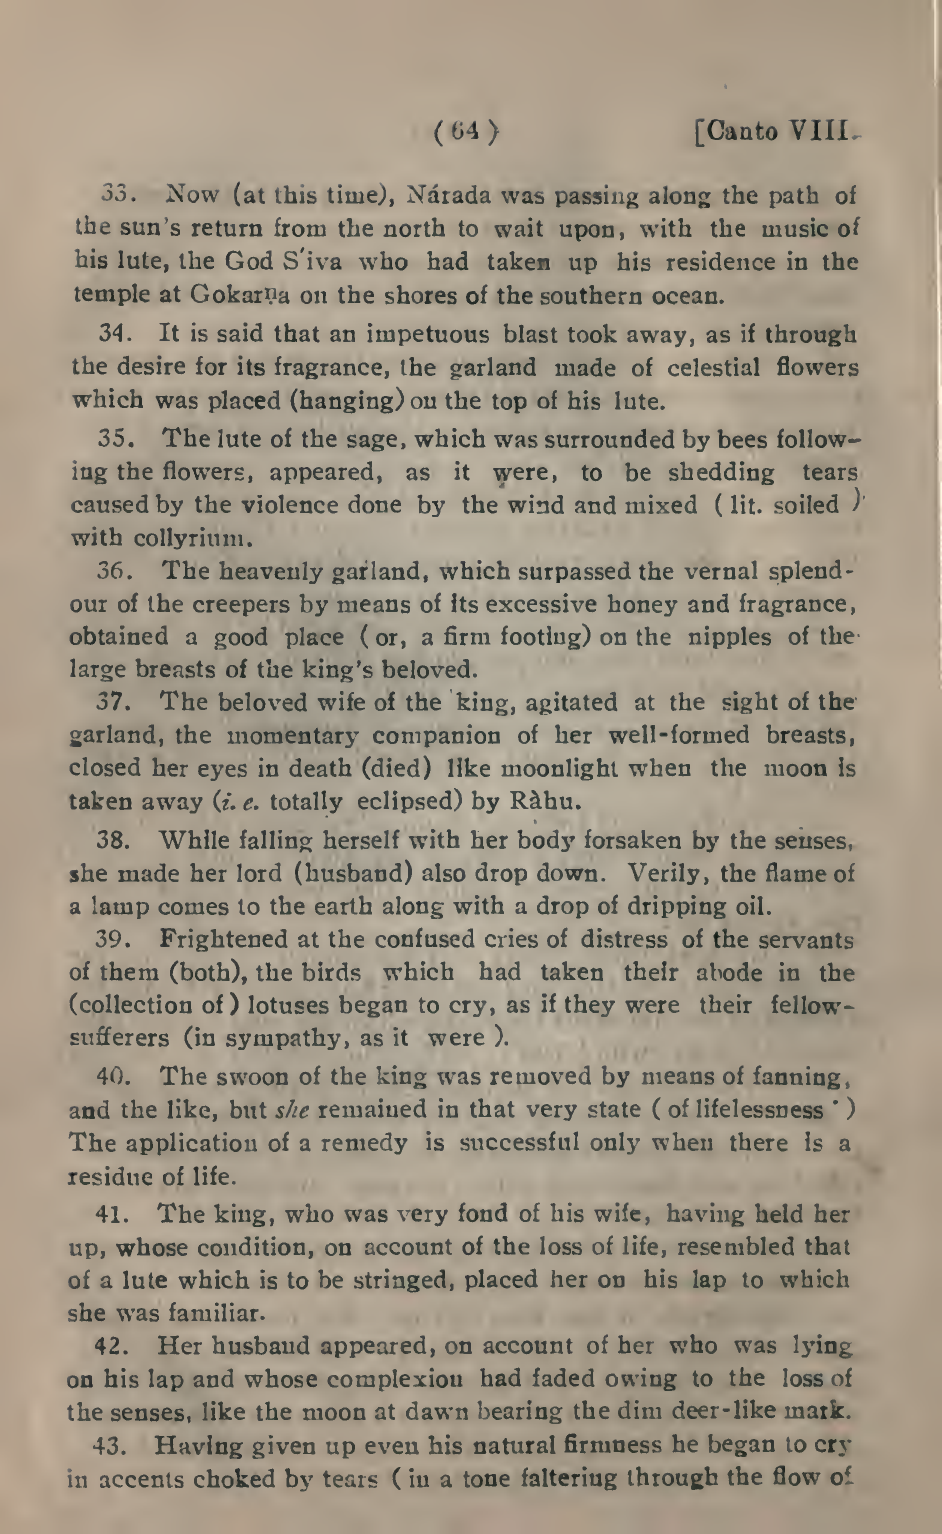 ( 64 ) [Canto VIII.
33. Now (at this time), Nárada was passing along the path of
the sun's return from the north to wait upon, with the music of
his lute, the God S'iva who had taken up his residence in the
temple at Gokarṇa on the shores of the southern ocean.
34. It is said that an impetuous blast took away, as if through
the desire for its fragrance, the garland made of celestial flowers
which was placed (hanging) on the top of his lute.
35. The lute of the sage, which was surrounded by bees follow-
ing the flowers, appeared, as it were, to be shedding tears
caused by the violence done by the wind and mixed ( lit. soiled )
with collyrium.
36. The heavenly garland, which surpassed the vernal splend-
our of the creepers by means of its excessive honey and fragrance,
obtained a good place ( or, a firm footing) on the nipples of the
large breasts of the king's beloved.
37. The beloved wife of the king, agitated at the sight of the
garland, the momentary companion of her well-formed breasts,
closed her eyes in death (died) like moonlight when the moon is
taken away (i. e. totally eclipsed) by Ràhu.
38. While falling herself with her body forsaken by the senses,
she made her lord (husband) also drop down. Verily, the flame of
a lamp comes to the earth along with a drop of dripping oil.
39. Frightened at the confused cries of distress of the servants
of them (both), the birds which had taken their abode in the
(collection of ) lotuses began to cry, as if they were their fellow-
sufferers (in sympathy, as it were ).
40. The swoon of the king was removed by means of fanning,
and the like, but she remained in that very state ( of lifelessness )
The application of a remedy is successful only when there is a
residue of life.
41. The king, who was very fond of his wife, having held her
up, whose condition, on account of the loss of life, resembled that
of a lute which is to be stringed, placed her on his lap to which
she was familiar.
42. Her husband appeared, on account of her who was lying
on his lap and whose complexion had faded owing to the loss of
the senses, like the moon at dawn bearing the dim deer-like mark.
43. Having given up even his natural firmness he began to cry
in accents choked by tears ( in a tone faltering through the flow of